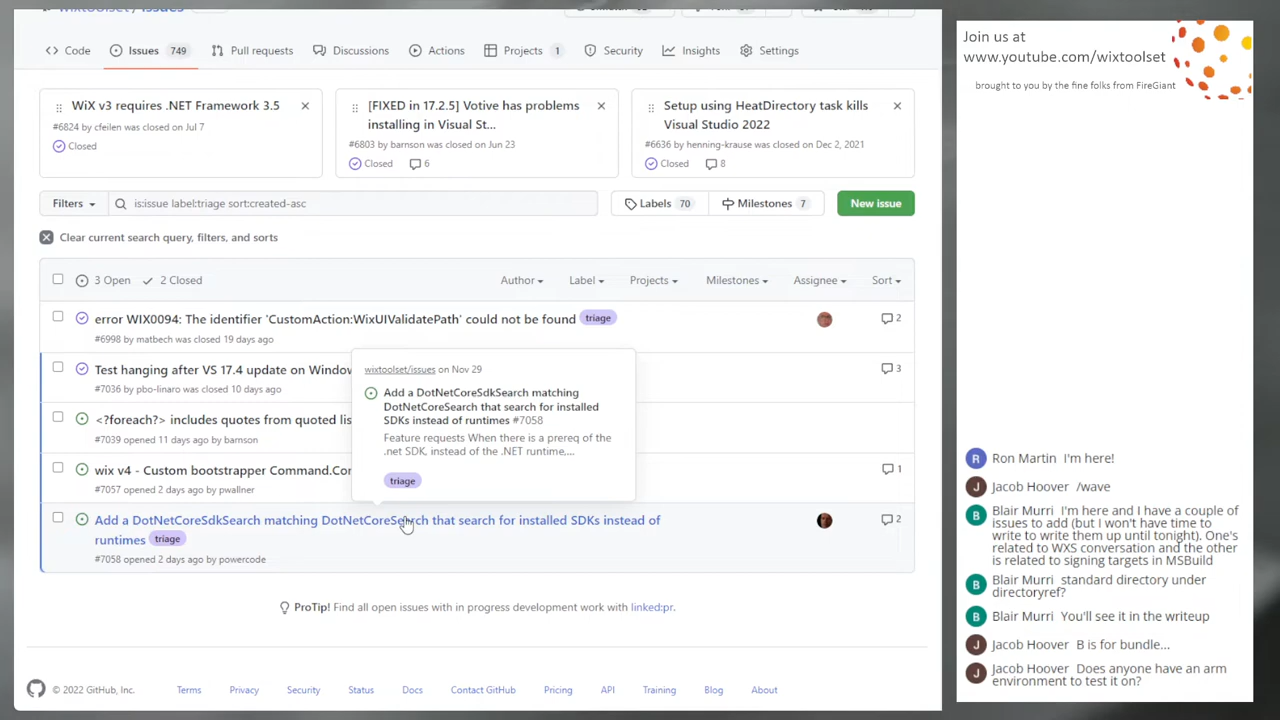 wixtoolset / Issues
Code
Issues 749
Pull requests
Discussions
Actions
Projects 1
Security
Insights
Settings
WiX v3 requires .NET Framework 3.5
#6824 by cfeilen was closed on Jul 7
Closed
[FIXED in 17.2.5] Votive has problems
installing in Visual St...
#6803 by barnson was closed on Jun 23
Closed 6
Setup using HeatDirectory task kills
Visual Studio 2022
#6636 by henning-krause was closed on Dec 2, 2021
Closed 8
Filters
is:issue label:triage sort:created-asc
Labels 70
Milestones 7
New issue
Clear current search query, filters, and sorts
3 Open 2 Closed
Author
Label
Projects
Milestones
Assignee
Sort
error WIX0094: The identifier 'CustomAction:WixUIValidatePath' could not be found triage
2
#6998 by matbech was closed 19 days ago
Test hanging after VS 17.4 update on Window
3
#7036 by pbo-linaro was closed 10 days ago
<?foreach?> includes quotes from quoted lis
#7039 opened 11 days ago by barnson
wix v4 - Custom bootstrapper Command.Con
1
#7057 opened 2 days ago by pwallner
wixtoolset/issues on Nov 29
Add a DotNetCoreSdkSearch matching
DotNetCoreSearch that search for installed
SDKs instead of runtimes #7058
Feature requests When there is a prereq of the
.net SDK, instead of the .NET runtime,...
triage
Add a DotNetCoreSdkSearch matching DotNetCoreSearch that search for installed SDKs instead of
runtimes triage
2
#7058 opened 2 days ago by powercode
ProTip! Find all open issues with in progress development work with linked:pr.
© 2022 GitHub, Inc.
Terms
Privacy
Security
Status
Docs
Contact GitHub
Pricing
API
Training
Blog
About
Join us at
www.youtube.com/wixtoolset
brought to you by the fine folks from FireGiant
R Ron Martin I'm here!
J Jacob Hoover /wave
B Blair Murri I'm here and I have a couple of
issues to add (but I won't have time to
write to write them up until tonight). One's
related to WXS conversation and the other
is related to signing targets in MSBuild
B Blair Murri standard directory under
directoryref?
B Blair Murri You'll see it in the writeup
J Jacob Hoover B is for bundle...
J Jacob Hoover Does anyone have an arm
environment to test it on?